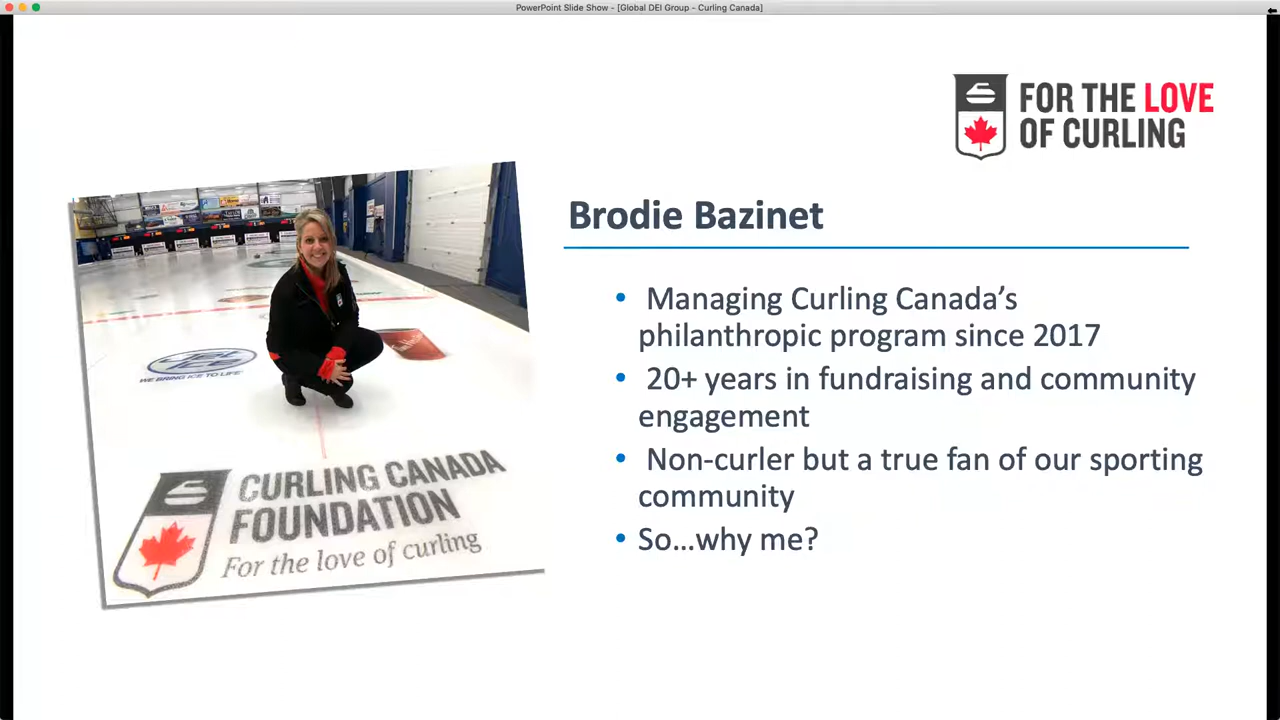 PowerPoint Slide Show - [Global DEI Group - Curling Canada]
FOR THE LOVE
OF CURLING
Brodie Bazinet
• Managing Curling Canada’s
philanthropic program since 2017
• 20+ years in fundraising and community
engagement
• Non-curler but a true fan of our sporting
community
• So...why me?
JET ICE
WE BRING ICE TO LIFE
CURLING CANADA
FOUNDATION
For the love of curling